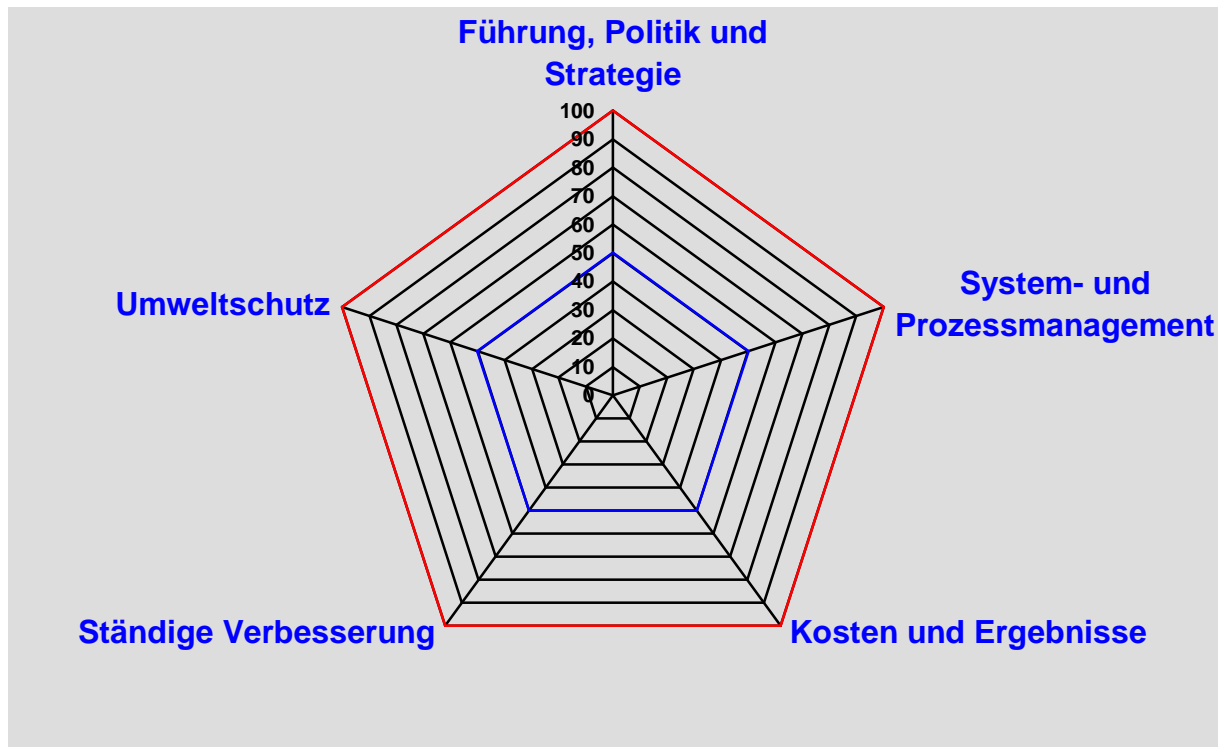 Führung, Politik und
Strategie
100
90
80
70
60
50
40
30
20
10
0
Umweltschutz
System- und
Prozessmanagement
Ständige Verbesserung
Kosten und Ergebnisse